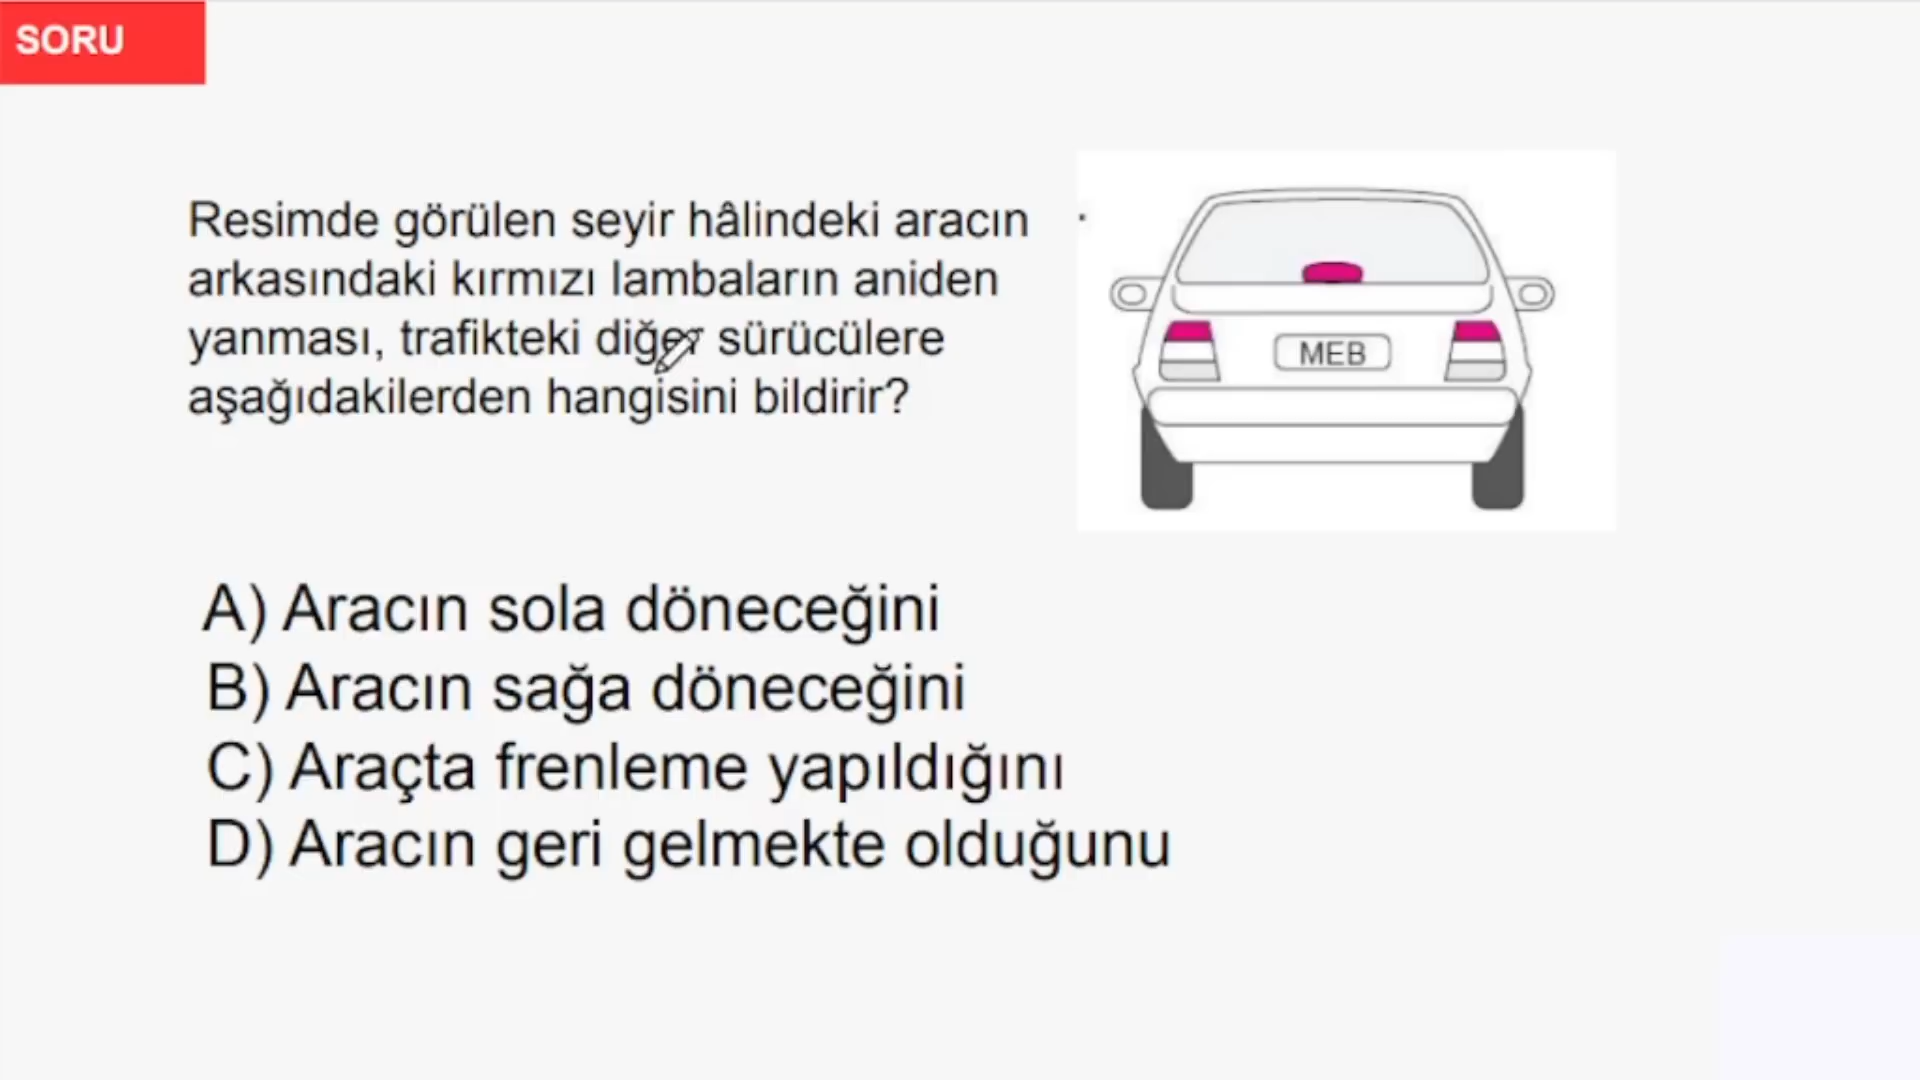 SORU
Resimde görülen seyir hâlindeki aracın
arkasındaki kırmızı lambaların aniden
yanması, trafikteki diğer sürücülere
aşağıdakilerden hangisini bildirir?
MEB
A) Aracın sola döneceğini
B) Aracın sağa döneceğini
C) Araçta frenleme yapıldığını
D) Aracın geri gelmekte olduğunu